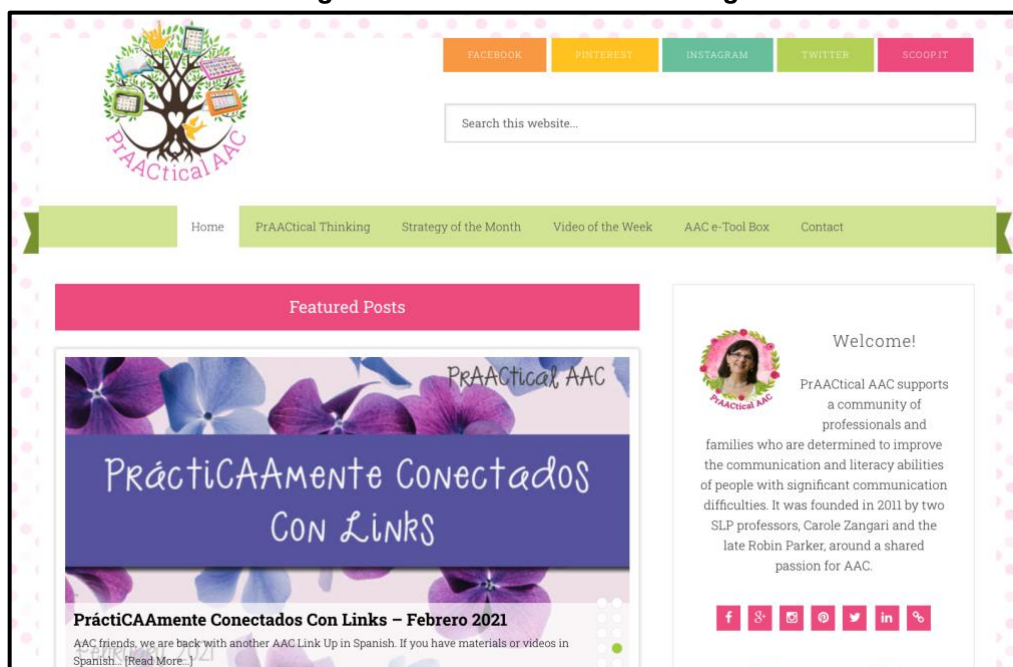 PrAACtical AAC
FACEBOOK
PINTEREST
INSTAGRAM
TWITTER
SCOOP.IT
Search this website...
Home
PrAACtical Thinking
Strategy of the Month
Video of the Week
AAC e-Tool Box
Contact
Featured Posts
PrAACtical AAC
PráctiCAAmente Conectados
Con Links
PráctiCAAmente Conectados Con Links – Febrero 2021
AAC friends, we are back with another AAC Link Up in Spanish. If you have materials or videos in
Spanish... [Read More...]
Welcome!
PrAACtical AAC
PrAACtical AAC supports
a community of
professionals and
families who are determined to improve
the communication and literacy abilities
of people with significant communication
difficulties. It was founded in 2011 by two
SLP professors, Carole Zangari and the
late Robin Parker, around a shared
passion for AAC.